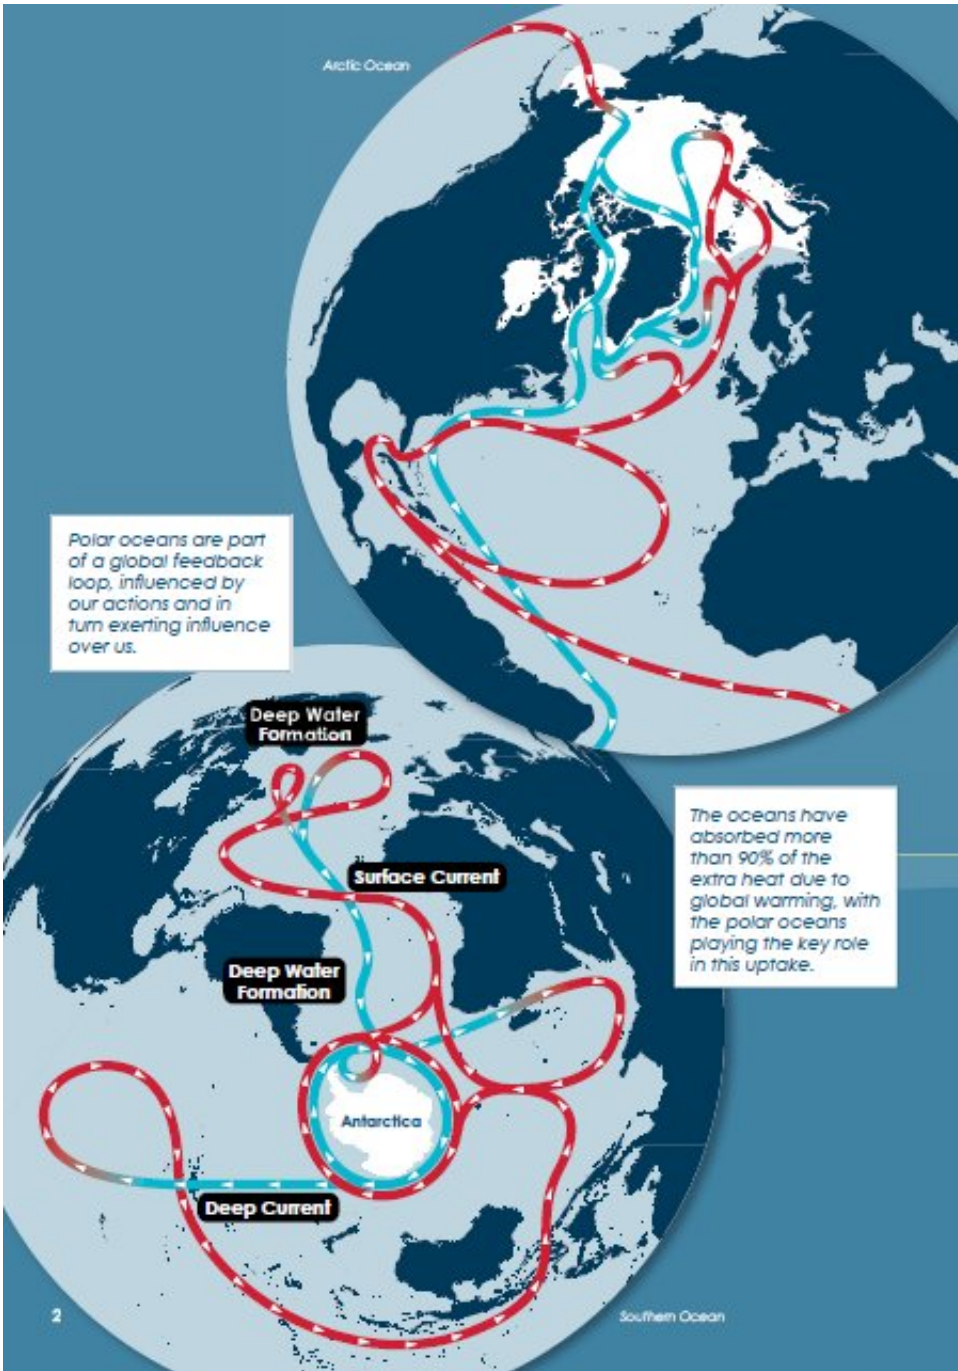 Arctic Ocean
Polar oceans are part
of a global feedback
loop, influenced by
our actions and in
turn exerting influence
over us.
Deep Water
Formation
The oceans have
absorbed more
than 90% of the
extra heat due to
global warming, with
the polar oceans
playing the key role
in this uptake.
Surface Current
Deep Water
Formation
Antarctica
Deep Current
2
Southern Ocean